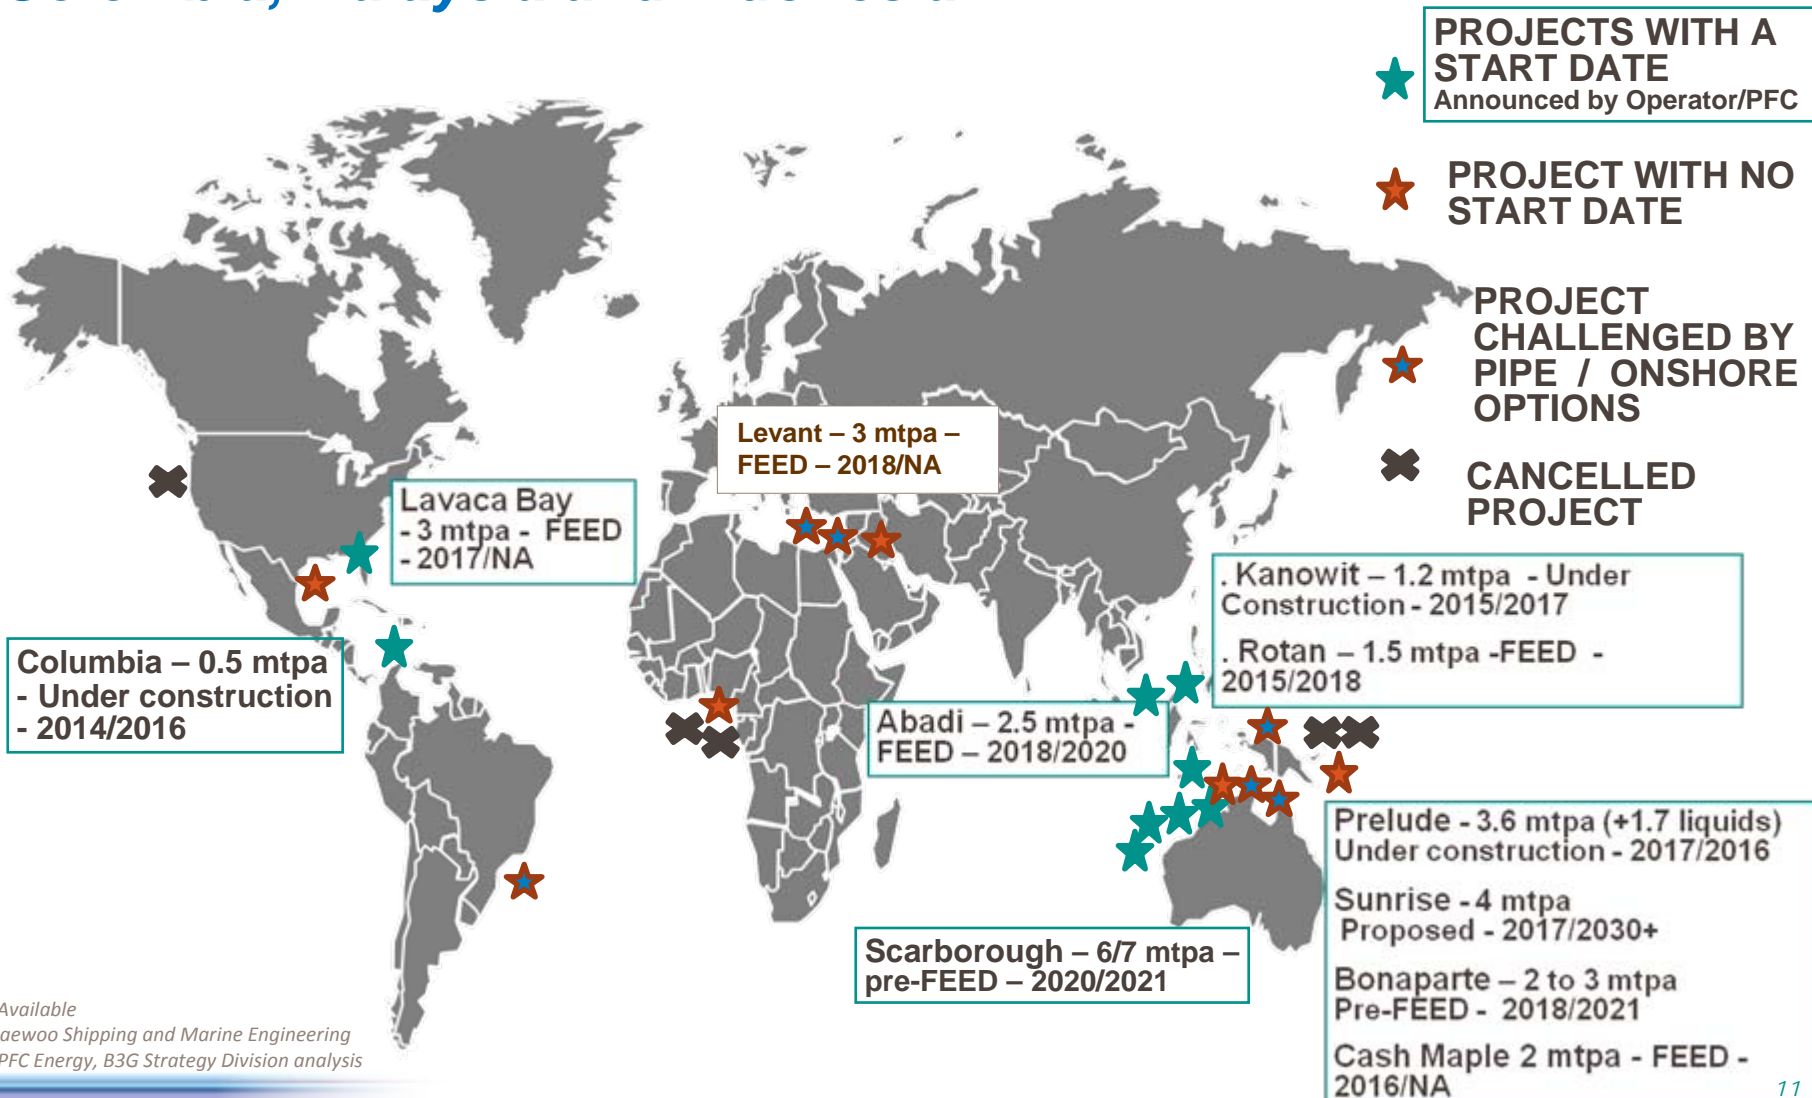 PROJECTS WITH A
START DATE
Announced by Operator/PFC
PROJECT WITH NO
START DATE
PROJECT
CHALLENGED BY
PIPE / ONSHORE
OPTIONS
CANCELLED
PROJECT
Levant – 3 mtpa –
FEED – 2018/NA
Lavaca Bay
- 3 mtpa - FEED
- 2017/NA
. Kanowit – 1.2 mtpa - Under
Construction - 2015/2017
. Rotan – 1.5 mtpa -FEED -
2015/2018
Columbia – 0.5 mtpa
- Under construction
- 2014/2016
Abadi – 2.5 mtpa -
FEED – 2018/2020
Prelude - 3.6 mtpa (+1.7 liquids)
Under construction - 2017/2016
Sunrise - 4 mtpa
Proposed - 2017/2030+
Bonaparte – 2 to 3 mtpa
Pre-FEED - 2018/2021
Cash Maple 2 mtpa - FEED -
2016/NA
Scarborough – 6/7 mtpa –
pre-FEED – 2020/2021
Available
aewoo Shipping and Marine Engineering
PFC Energy, B3G Strategy Division analysis
11